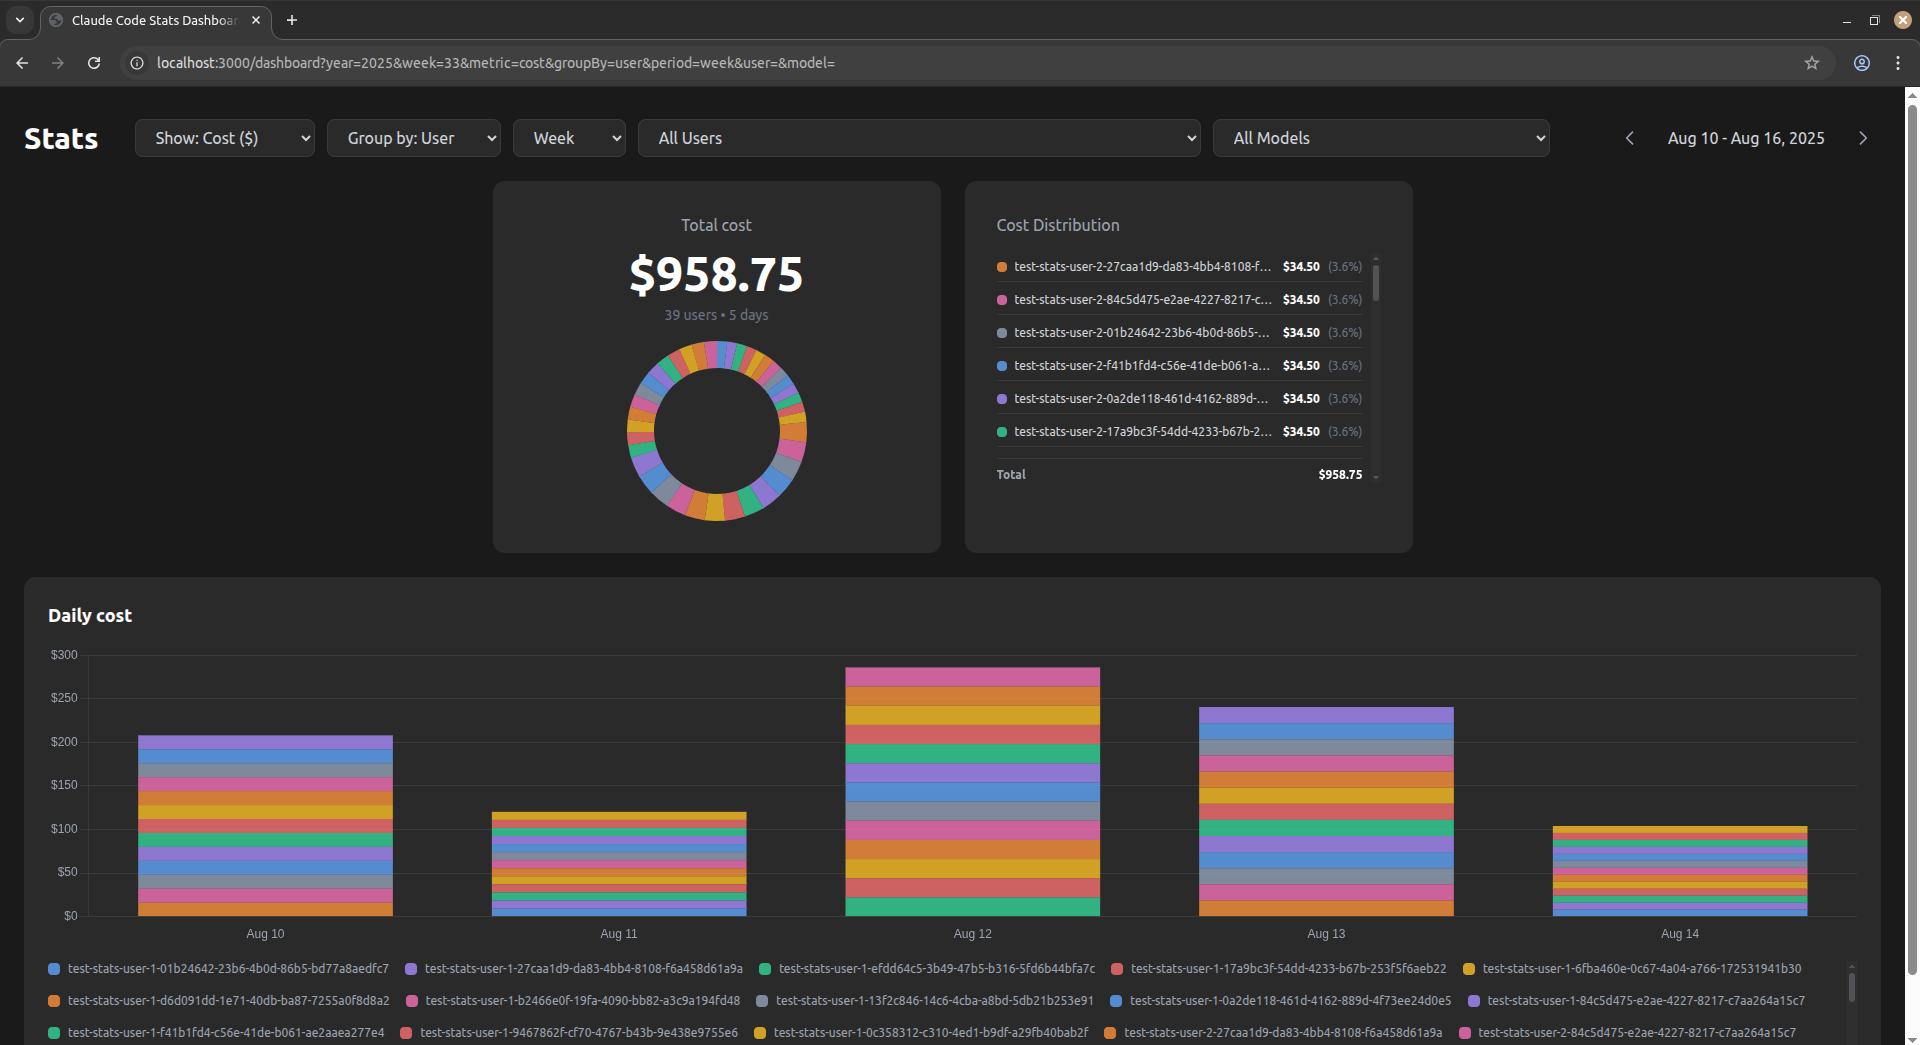 Claude Code Stats Dashboar
localhost:3000/dashboard?year=2025&week=33&metric=cost&groupBy=user&period=week&user=&model=
Stats
Show: Cost ($)
Group by: User
Week
All Users
All Models
Aug 10 - Aug 16, 2025
Total cost
$958.75
39 users • 5 days
Cost Distribution
test-stats-user-2-27caa1d9-da83-4bb4-8108-f... $34.50 (3.6%)
test-stats-user-2-84c5d475-e2ae-4227-8217-c... $34.50 (3.6%)
test-stats-user-2-01b24642-23b6-4b0d-86b5-... $34.50 (3.6%)
test-stats-user-2-f41b1fd4-c56e-41de-b061-a... $34.50 (3.6%)
test-stats-user-2-0a2de118-461d-4162-889d-... $34.50 (3.6%)
test-stats-user-2-17a9bc3f-54dd-4233-b67b-2... $34.50 (3.6%)
Total $958.75
Daily cost
$300
$250
$200
$150
$100
$50
$0
Aug 10 Aug 11 Aug 12 Aug 13 Aug 14
test-stats-user-1-01b24642-23b6-4b0d-86b5-bd77a8aedfc7 test-stats-user-1-27caa1d9-da83-4bb4-8108-f6a458d61a9a test-stats-user-1-efdd64c5-3b49-47b5-b316-5fd6b44bfa7c test-stats-user-1-17a9bc3f-54dd-4233-b67b-253f5f6aeb22 test-stats-user-1-6fba460e-0c67-4a04-a766-172531941b30
test-stats-user-1-d6d091dd-1e71-40db-ba87-7255a0f8d8a2 test-stats-user-1-b2466e0f-19fa-4090-bb82-a3c9a194fd48 test-stats-user-1-13f2c846-14c6-4cba-a8bd-5db21b253e91 test-stats-user-1-0a2de118-461d-4162-889d-4f73ee24d0e5 test-stats-user-1-84c5d475-e2ae-4227-8217-c7aa264a15c7
test-stats-user-1-f41b1fd4-c56e-41de-b061-ae2aaea277e4 test-stats-user-1-9467862f-cf70-4767-b43b-9e438e9755e6 test-stats-user-1-0c358312-c310-4ed1-b9df-a29fb40bab2f test-stats-user-2-27caa1d9-da83-4bb4-8108-f6a458d61a9a test-stats-user-2-84c5d475-e2ae-4227-8217-c7aa264a15c7